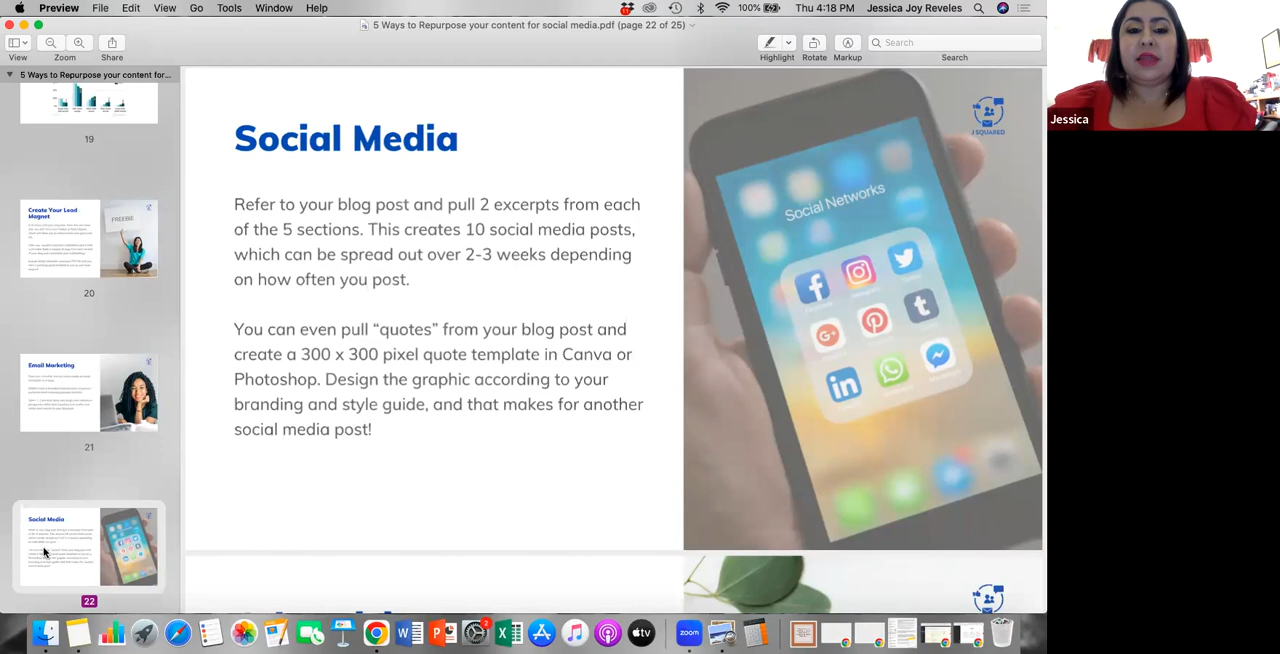 Preview File Edit View Go Tools Window Help
11
100%
Thu 4:18 PM Jessica Joy Reveles
5 Ways to Repurpose your content for social media.pdf (page 22 of 25)
View Zoom Share
Search
Highlight Rotate Markup Search
5 Ways to Repurpose your content for...
19
Create Your Lead
Magnet
FREEBIE
20
Email Marketing
21
Social Media
22
Social Media
Refer to your blog post and pull 2 excerpts from each
of the 5 sections. This creates 10 social media posts,
which can be spread out over 2-3 weeks depending
on how often you post.
You can even pull “quotes” from your blog post and
create a 300 x 300 pixel quote template in Canva or
Photoshop. Design the graphic according to your
branding and style guide, and that makes for another
social media post!
J SQUARED
Social Networks
G+
in
Jessica
2
zoom
tv